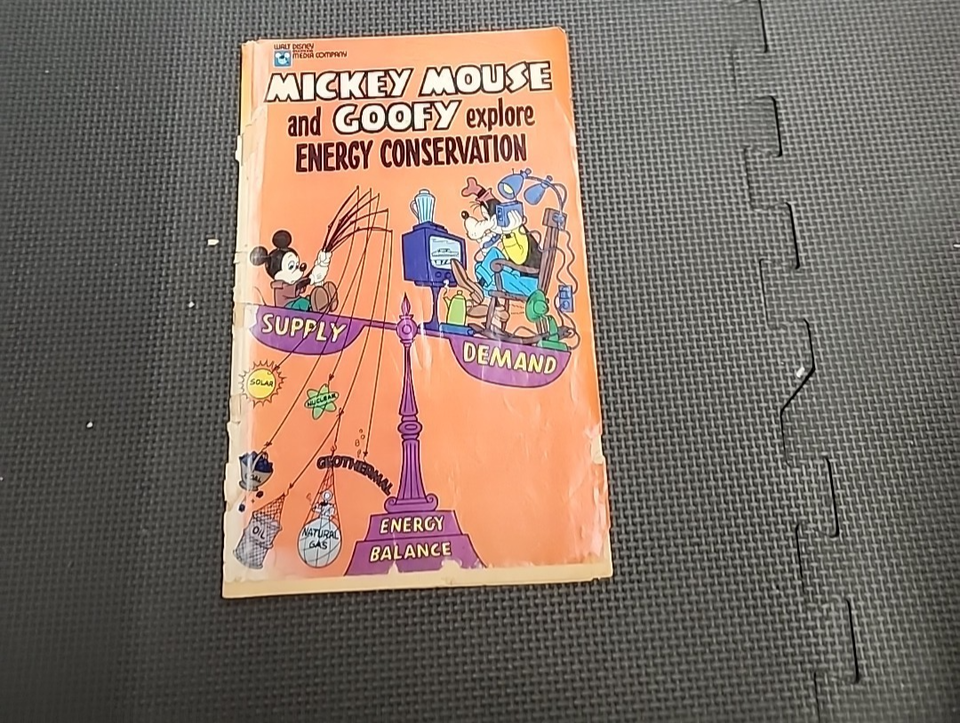 WALT DISNEY
MEDIA COMPANY
MICKEY MOUSE
and GOOFY explore
ENERGY CONSERVATION
SUPPLY
DEMAND
SOLAR
NUCLEAR
GEOTHERMAL
OIL
NATURAL
GAS
ENERGY
BALANCE